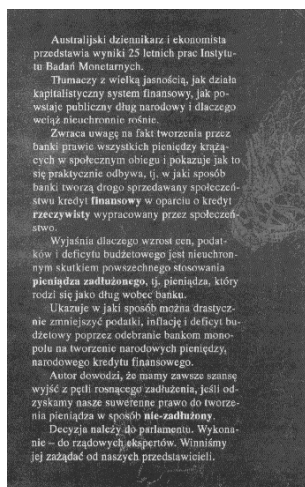 Australijski dziennikarz i ekonomista
przedstawia wyniki 25 letnich prac Instytu-
tu Badań Monetarnych.
Tłumaczy z wielką jasnością, jak działa
kapitalistyczny system finansowy, jak po-
wstaje publiczny dług narodowy i dlaczego
wciąż nieuchronnie rośnie.
Zwraca uwagę na fakt tworzenia przez
banki prawie wszystkich pieniędzy krążą-
cych w społecznym obiegu i pokazuje jak to
się praktycznie odbywa, tj. w jaki sposób
banki tworzą drogo sprzedawany społeczeń-
stwu kredyt finansowy w oparciu o kredyt
rzeczywisty wypracowany przez społeczeń-
stwo.
Wyjaśnia dlaczego wzrost cen, podat-
ków i deficytu budżetowego jest nieuchron-
nym skutkiem powszechnego stosowania
pieniądza zadłużonego, tj. pieniądza, który
rodzi się jako dług wobec banku.
Ukazuje w jaki sposób można drastycz-
nie zmniejszyć podatki, inflację i deficyt bu-
dżetowy poprzez odebranie bankom mono-
polu na tworzenie narodowych pieniędzy,
narodowego kredytu finansowego.
Autor dowodzi, że mamy zawsze szansę
wyjść z pętli rosnącego zadłużenia, jeśli od-
zyskamy nasze suwerenne prawo do tworze-
nia pieniądza w sposób nie-zadłużony.
Decyzja należy do parlamentu. Wykona-
nie – do rządowych ekspertów. Winniśmy
jej zażądać od naszych przedstawicieli.